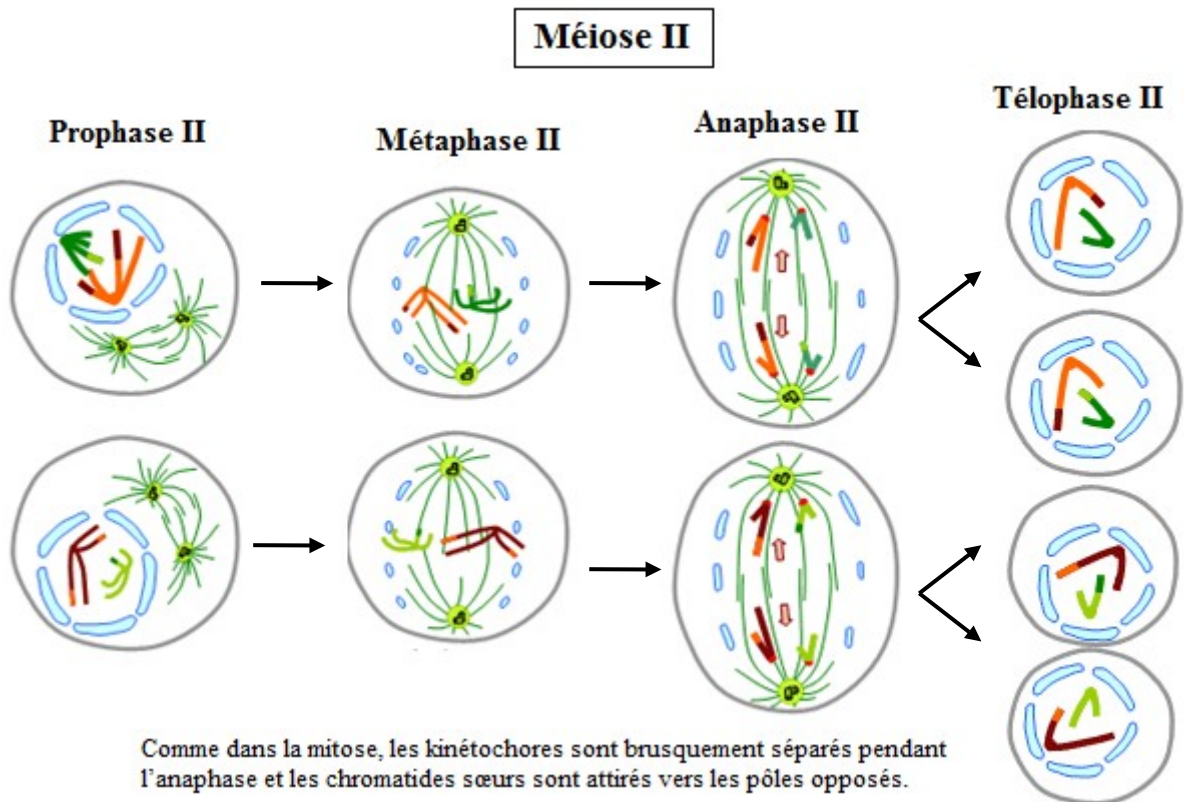 Méiose II
Prophase II
Métaphase II
Anaphase II
Télophase II
Comme dans la mitose, les kinétochores sont brusquement séparés pendant
l'anaphase et les chromatides sœurs sont attirés vers les pôles opposés.